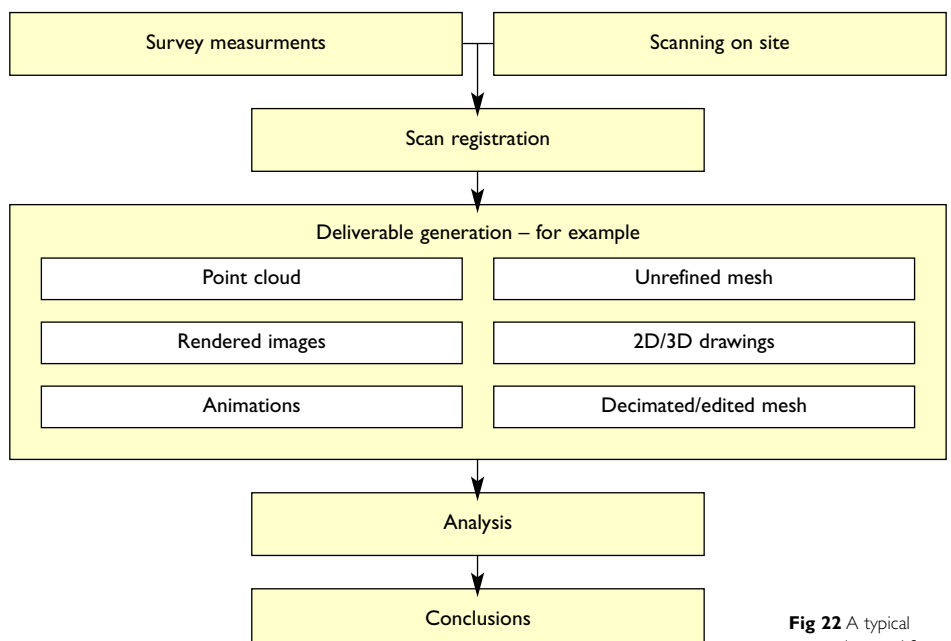 Survey measurments
Scanning on site
Scan registration
Deliverable generation – for example
Point cloud
Unrefined mesh
Rendered images
2D/3D drawings
Animations
Decimated/edited mesh
Analysis
Conclusions
Fig 22 A typical